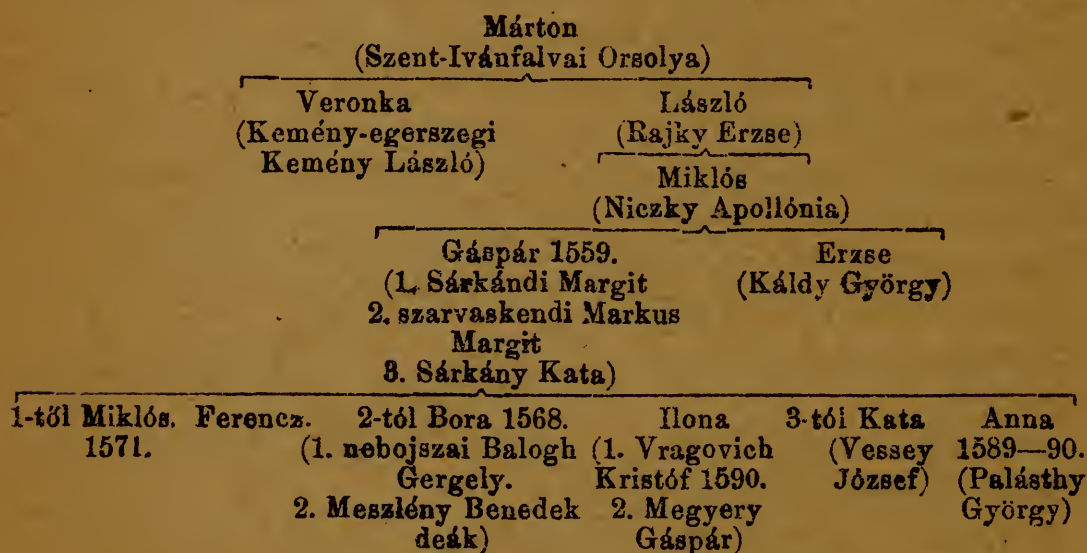 Márton
(Szent-Ivánfalvai Orsolya)
Veronka László
(Kemény-egerszegi (Rajky Erzse)
Kemény László) Miklós
(Niczky Apollónia)
Gáspár 1559. Erzse
(1. Sárkándi Margit (Káldy György)
2. szarvaskendi Markus
Margit
3. Sárkány Kata)
1-től Miklós. Ferencz. 2-tól Bora 1568. Ilona 3-tól Kata Anna
1571. (1. nebojszai Balogh (1. Vragovich (Vessey 1589—90.
Gergely. Kristóf 1590. József) (Palásthy
2. Meszlény Benedek 2. Megyery György)
deák) Gáspár)